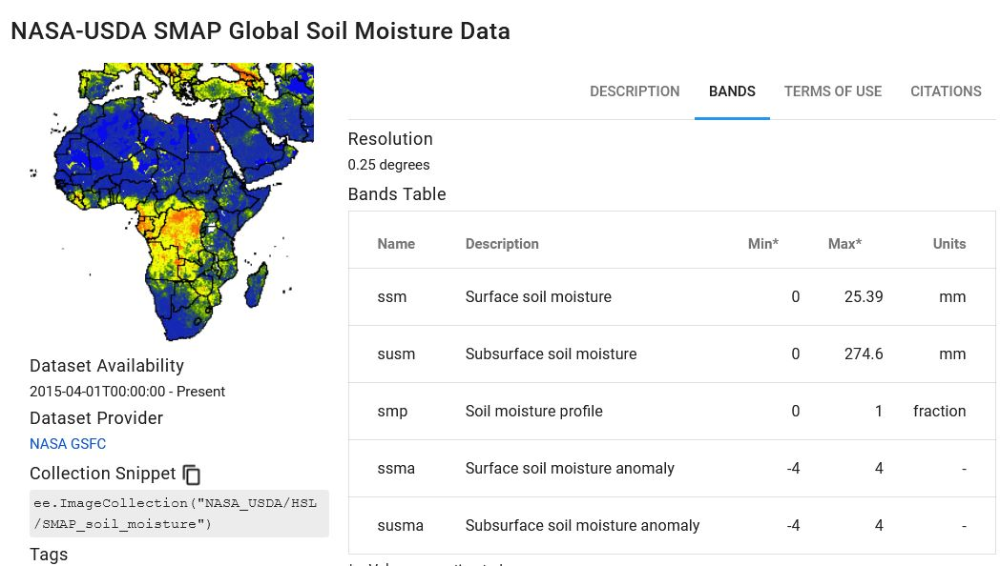 NASA-USDA SMAP Global Soil Moisture Data
DESCRIPTION BANDS TERMS OF USE CITATIONS
Resolution
0.25 degrees
Bands Table
Name Description Min* Max* Units
ssm Surface soil moisture 0 25.39 mm
susm Subsurface soil moisture 0 274.6 mm
smp Soil moisture profile 0 1 fraction
ssma Surface soil moisture anomaly -4 4 -
susma Subsurface soil moisture anomaly -4 4 -
Dataset Availability
2015-04-01T00:00:00 - Present
Dataset Provider
NASA GSFC
Collection Snippet
ee.ImageCollection("NASA_USDA/HSL
/SMAP_soil_moisture")
Tags